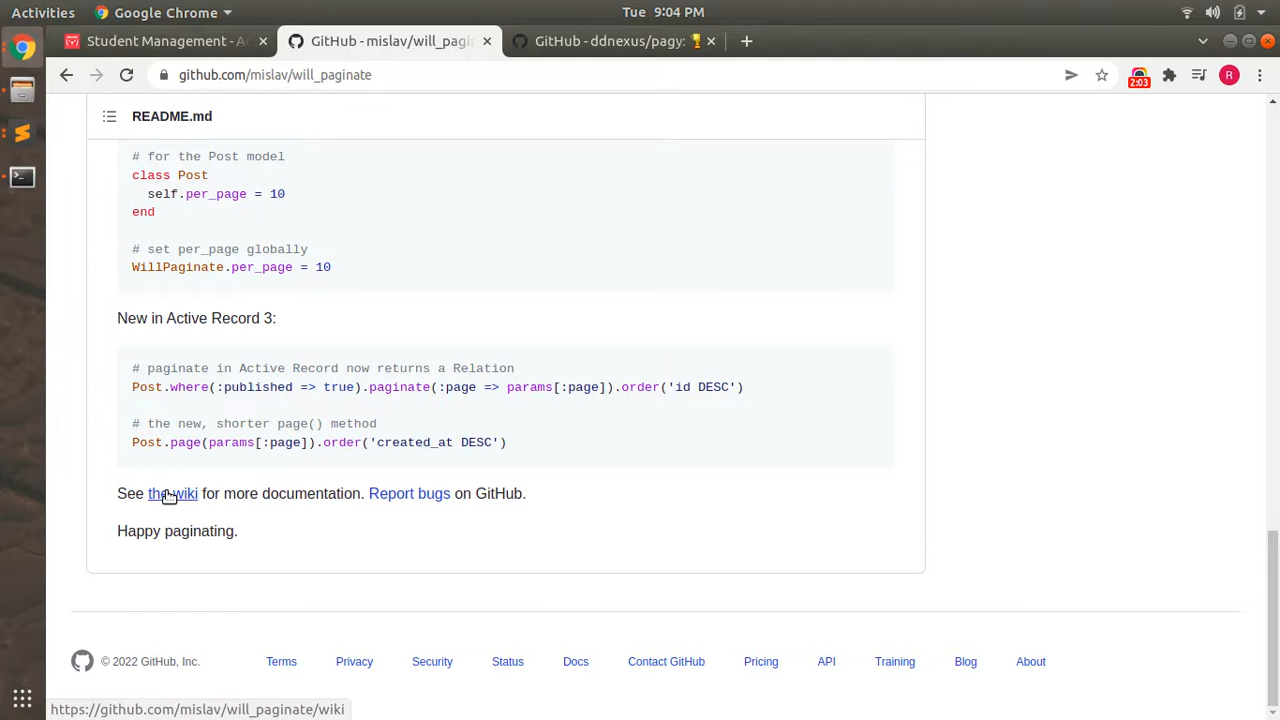 Activities Google Chrome Tue 9:04 PM
Student Management - A GitHub - mislav/will_pagin GitHub - ddnexus/pagy: 🏆
github.com/mislav/will_paginate 2:03 R
README.md
# for the Post model
class Post
self.per_page = 10
end
# set per_page globally
WillPaginate.per_page = 10
New in Active Record 3:
# paginate in Active Record now returns a Relation
Post.where(:published => true).paginate(:page => params[:page]).order('id DESC')
# the new, shorter page() method
Post.page(params[:page]).order('created_at DESC')
See the wiki for more documentation. Report bugs on GitHub.
Happy paginating.
© 2022 GitHub, Inc. Terms Privacy Security Status Docs Contact GitHub Pricing API Training Blog About
https://github.com/mislav/will_paginate/wiki